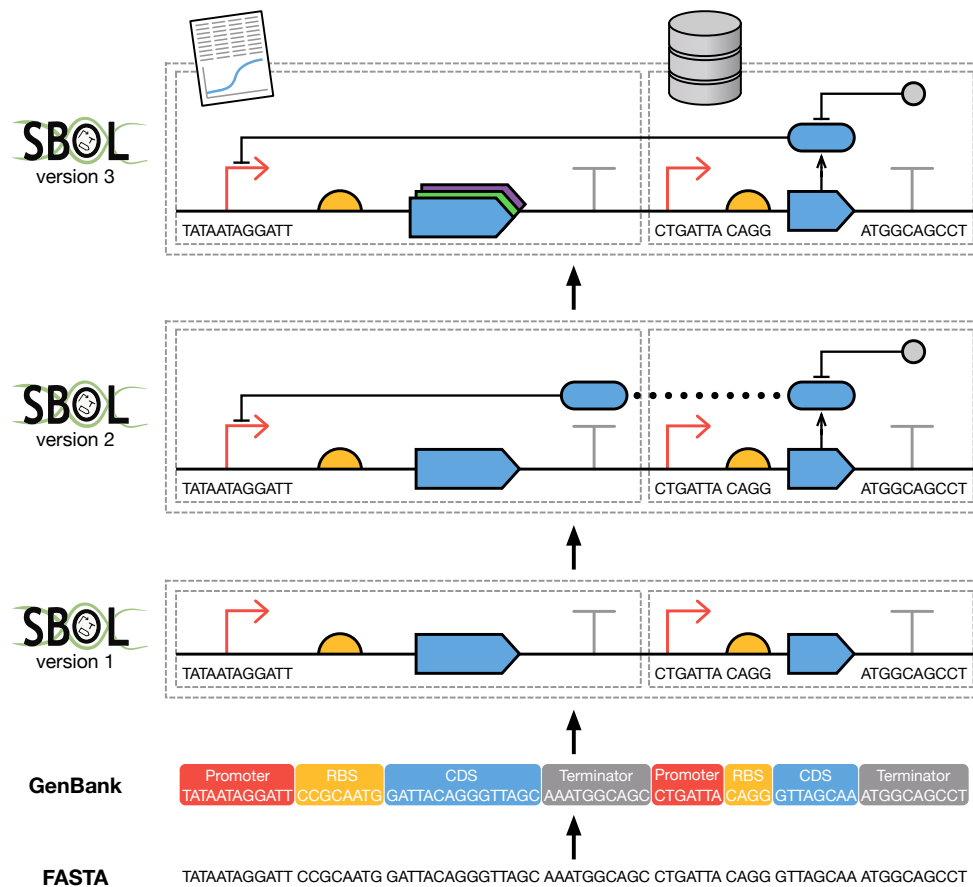 SBOL
version 3
TATAATAGGATT
CTGATTA CAGG
ATGGCAGCCT
SBOL
version 2
TATAATAGGATT
CTGATTA CAGG
ATGGCAGCCT
SBOL
version 1
TATAATAGGATT
CTGATTA CAGG
ATGGCAGCCT
GenBank
Promoter RBS CDS Terminator Promoter RBS CDS Terminator
TATAATAGGATT CCGCAATG GATTACAGGGTTAGC AAATGGCAGC CTGATTA CAGG GTTAGCAA ATGGCAGCCT
FASTA TATAATAGGATT CCGCAATG GATTACAGGGTTAGC AAATGGCAGC CTGATTA CAGG GTTAGCAA ATGGCAGCCT